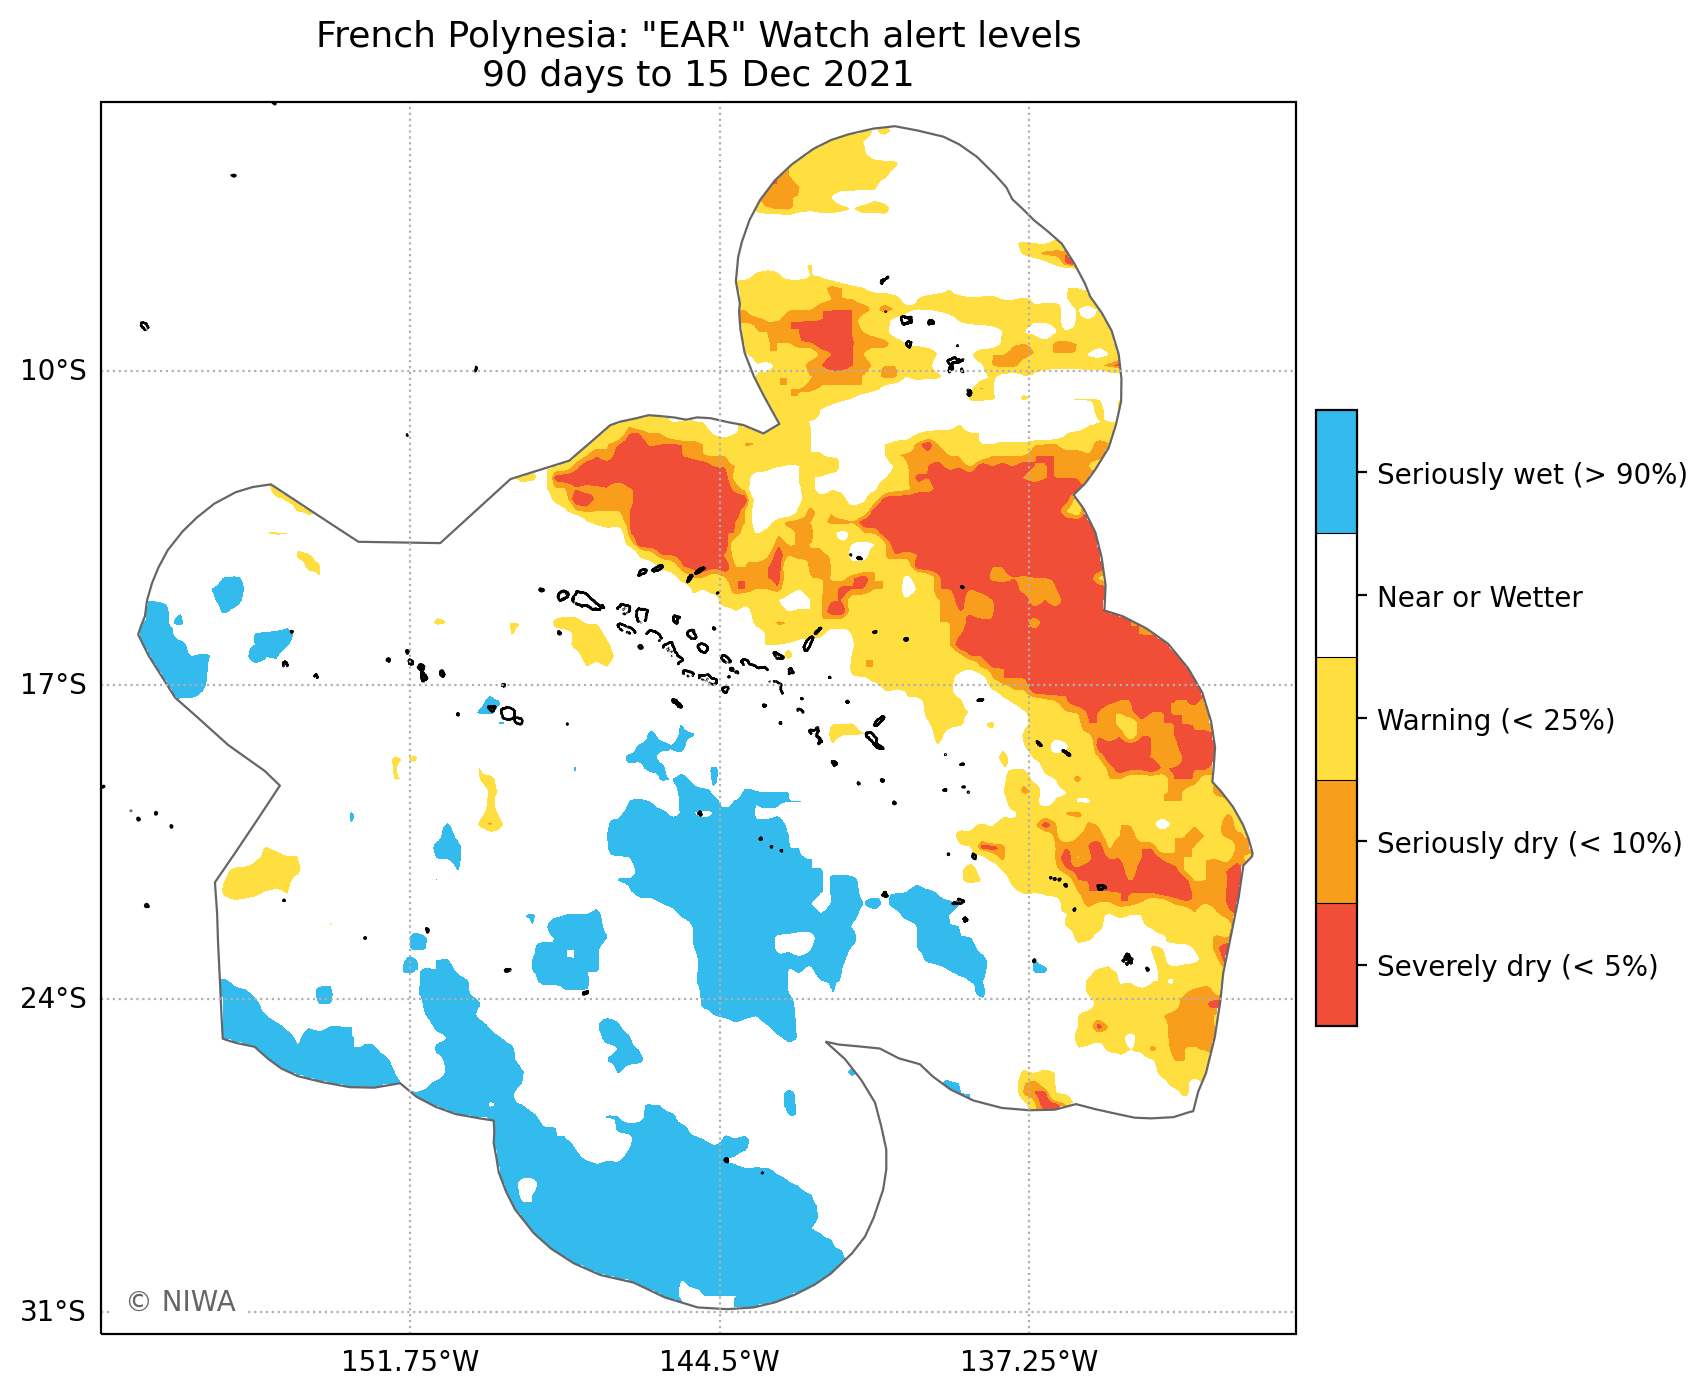 French Polynesia: "EAR" Watch alert levels
90 days to 15 Dec 2021
10°S
17°S
24°S
31°S
151.75°W
144.5°W
137.25°W
© NIWA
Seriously wet (> 90%)
Near or Wetter
Warning (< 25%)
Seriously dry (< 10%)
Severely dry (< 5%)